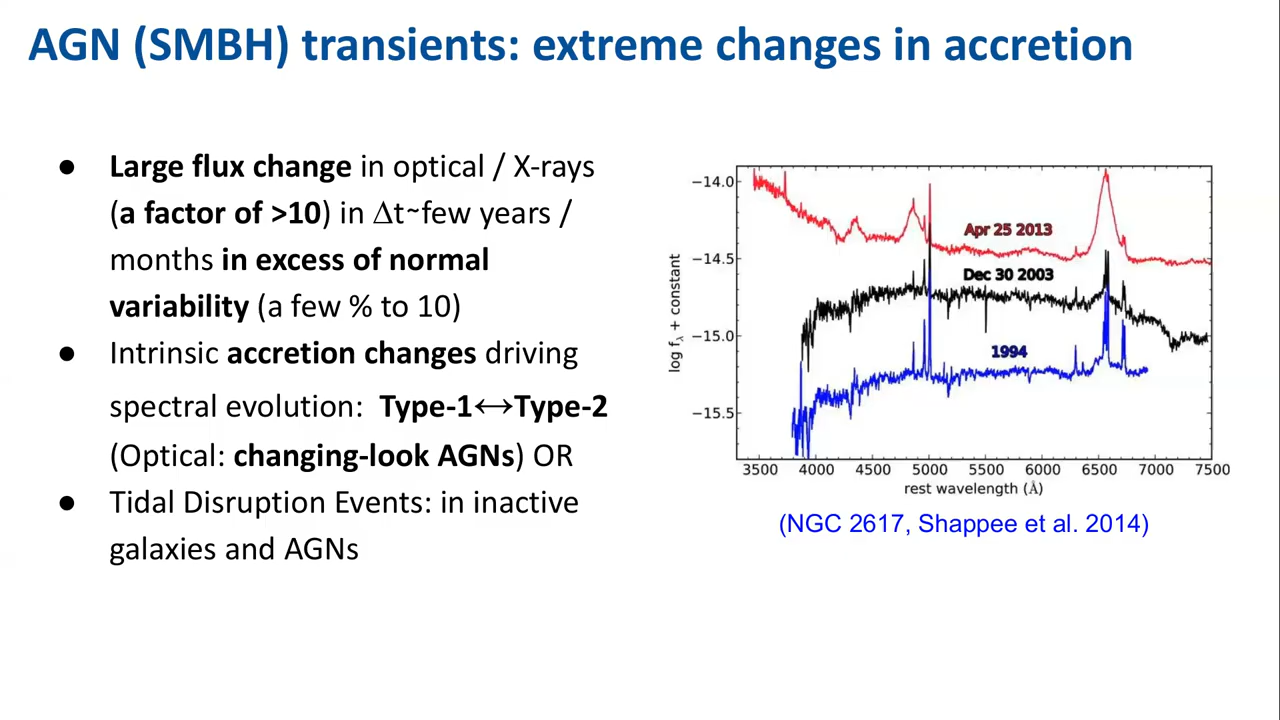 AGN (SMBH) transients: extreme changes in accretion
● Large flux change in optical / X-rays
(a factor of >10) in Δt~few years /
months in excess of normal
variability (a few % to 10)
● Intrinsic accretion changes driving
spectral evolution: Type-1↔Type-2
(Optical: changing-look AGNs) OR
● Tidal Disruption Events: in inactive
galaxies and AGNs
−14.0
−14.5
−15.0
−15.5
log fλ + constant
Apr 25 2013
Dec 30 2003
1994
3500 4000 4500 5000 5500 6000 6500 7000 7500
rest wavelength (Å)
(NGC 2617, Shappee et al. 2014)